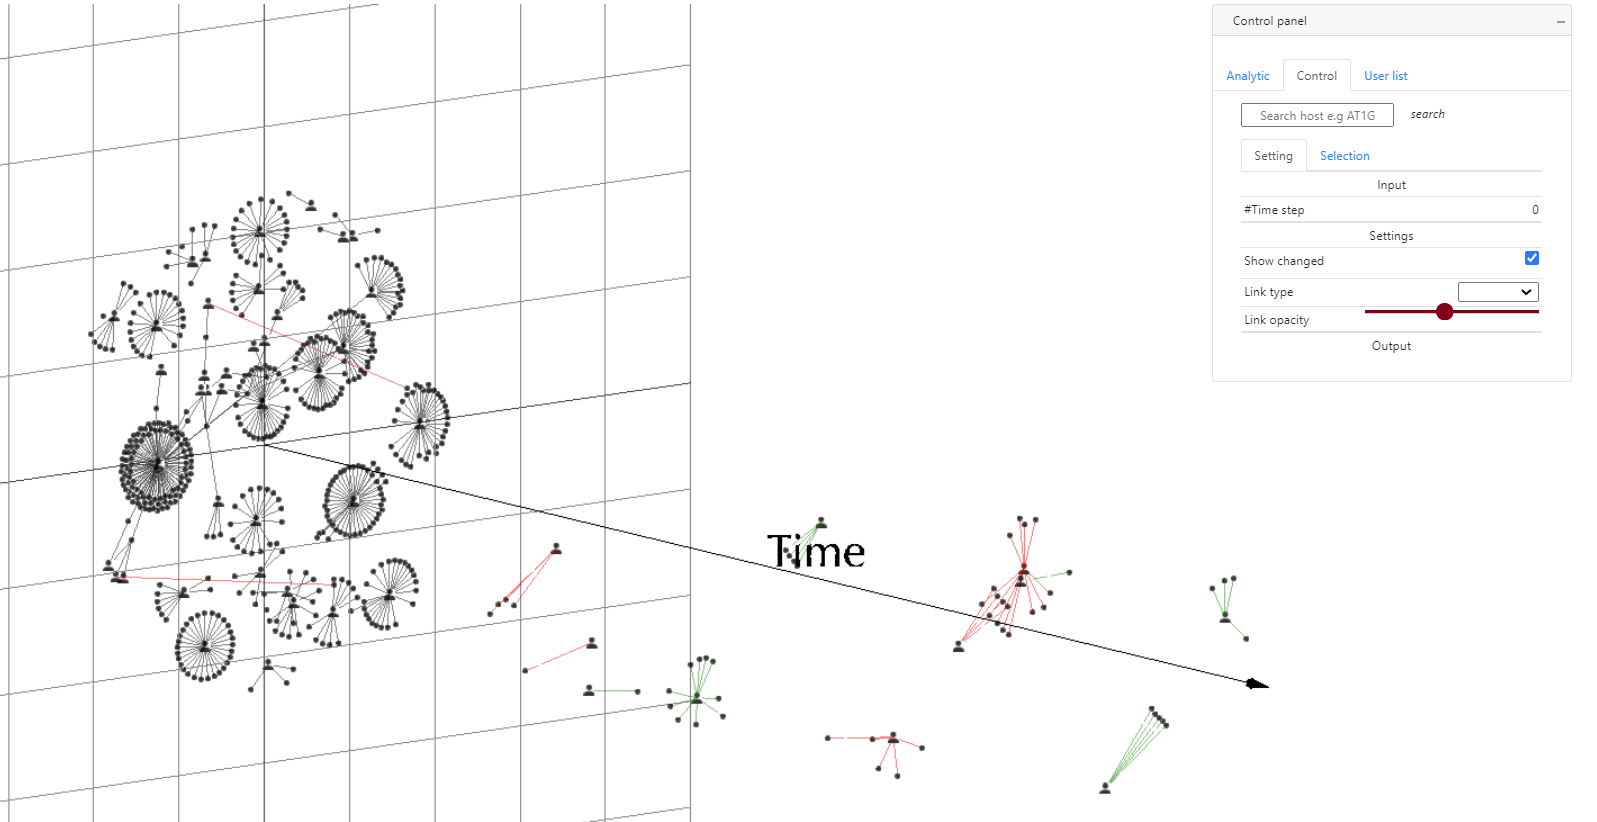 Control panel
Analytic Control User list
Search host e.g AT1G search
Setting Selection
Input
#Time step 0
Settings
Show changed
Link type
Link opacity
Output
Time